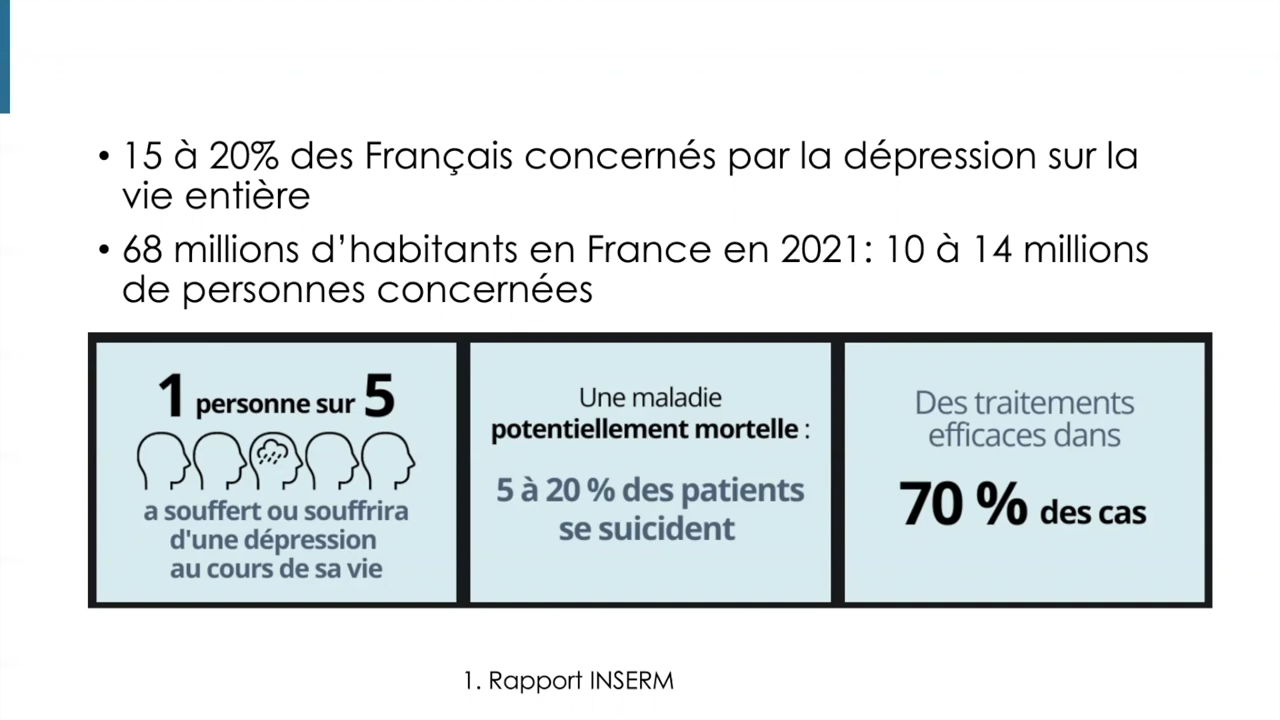 • 15 à 20% des Français concernés par la dépression sur la
vie entière
• 68 millions d’habitants en France en 2021: 10 à 14 millions
de personnes concernées
1 personne sur 5
a souffert ou souffrira
d'une dépression
au cours de sa vie
Une maladie
potentiellement mortelle :
5 à 20 % des patients
se suicident
Des traitements
efficaces dans
70 % des cas
1. Rapport INSERM